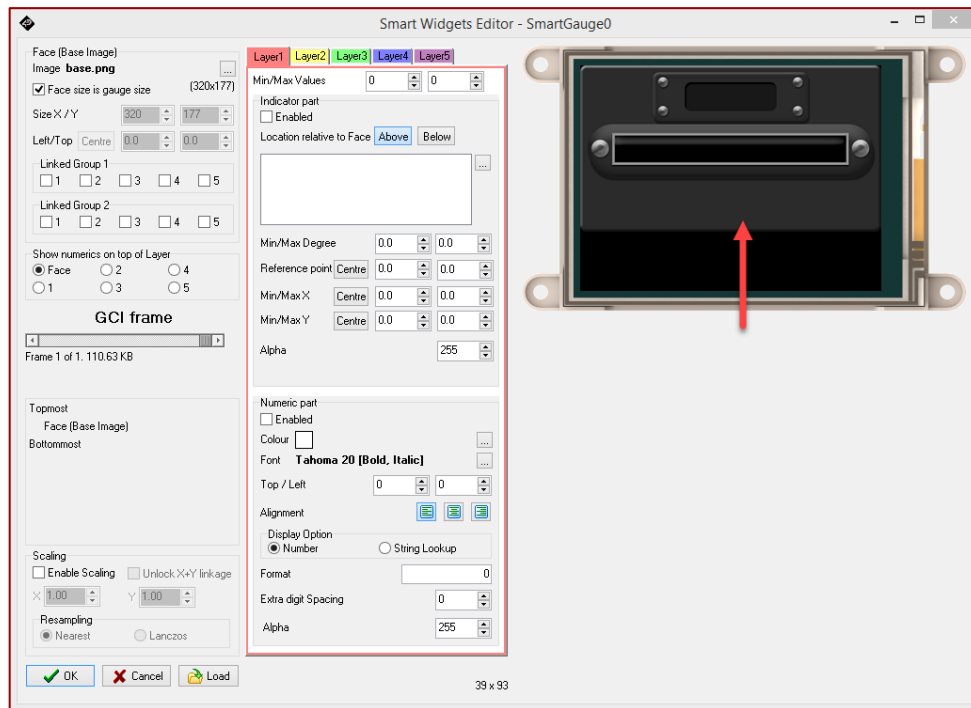 Smart Widgets Editor - SmartGauge0
Face (Base Image)
Image base.png ...
Face size is gauge size (320x177)
Size X / Y 320 177
Left/Top Centre 0.0 0.0
Linked Group 1
1 2 3 4 5
Linked Group 2
1 2 3 4 5
Show numerics on top of Layer
Face 2 4
1 3 5
GCI frame
Frame 1 of 1. 110.63 KB
Topmost
Face (Base Image)
Bottommost
Scaling
Enable Scaling Unlock X+Y linkage
X 1.00 Y 1.00
Resampling
Nearest Lanczos
OK Cancel Load
Layer1 Layer2 Layer3 Layer4 Layer5
Min/Max Values 0 0
Indicator part
Enabled
Location relative to Face Above Below
...
Min/Max Degree 0.0 0.0
Reference point Centre 0.0 0.0
Min/Max X Centre 0.0 0.0
Min/Max Y Centre 0.0 0.0
Alpha 255
Numeric part
Enabled
Colour ...
Font Tahoma 20 [Bold, Italic] ...
Top / Left 0 0
Alignment
Display Option
Number String Lookup
Format 0
Extra digit Spacing 0
Alpha 255
39 x 93